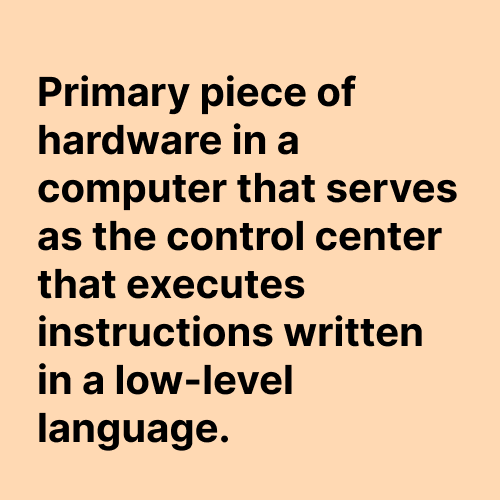 Primary piece of
hardware in a
computer that serves
as the control center
that executes
instructions written
in a low-level
language.